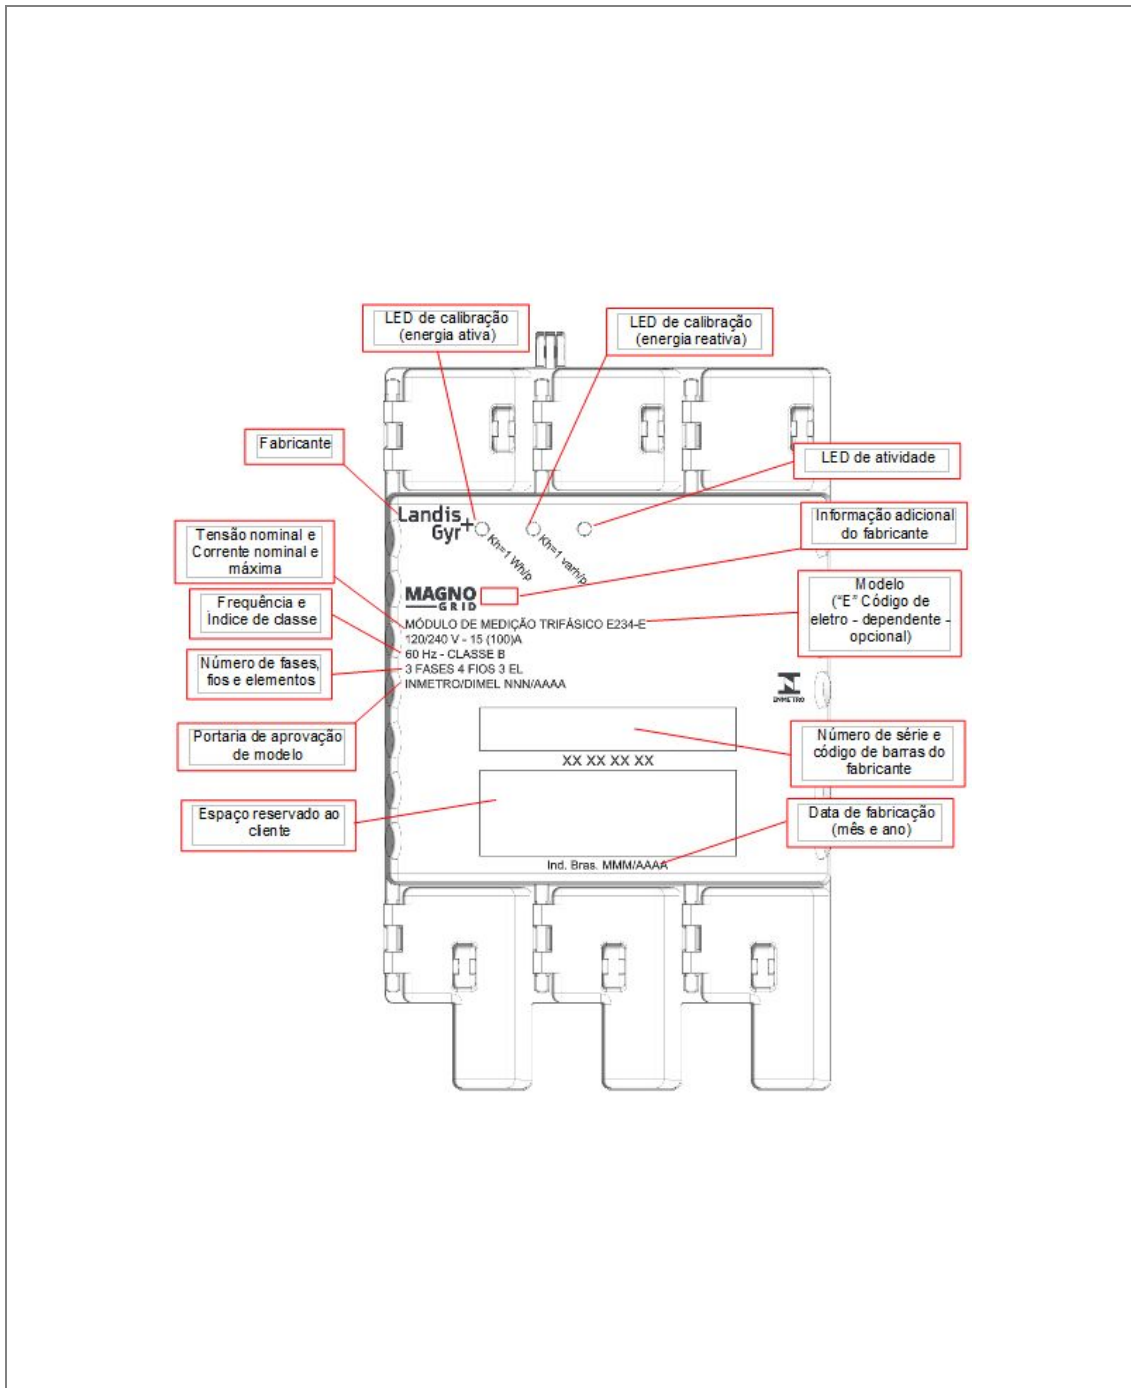 LED de calibração
(energia ativa)
LED de calibração
(energia reativa)
Fabricante
LED de atividade
Landis
Gyr+
Kh=1 Wh/p
Kh=1 varh/p
Informação adicional
do fabricante
Tensão nominal e
Corrente nominal e
máxima
MAGNO
GRID
Modelo
("E" Código de
eletro - dependente -
opcional)
Frequência e
Índice de classe
MÓDULO DE MEDIÇÃO TRIFÁSICO E234-E
120/240 V - 15 (100)A
60 Hz - CLASSE B
3 FASES 4 FIOS 3 EL
INMETRO/DIMEL NNN/AAAA
Número de fases,
fios e elementos
INMETRO
Portaria de aprovação
de modelo
Número de série e
código de barras do
fabricante
XX XX XX XX
Espaço reservado ao
cliente
Data de fabricação
(mês e ano)
Ind. Bras. MMM/AAAA